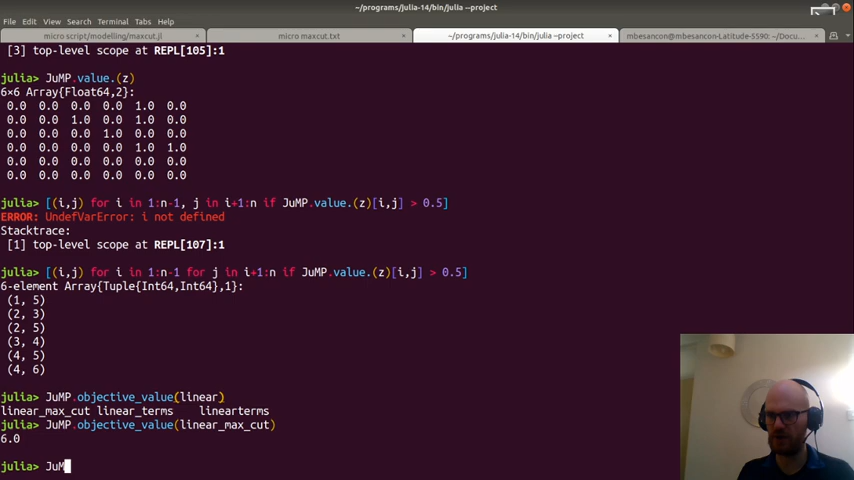 ~/programs/julia-14/bin/julia --project
File Edit View Search Terminal Tabs Help
micro script/modelling/maxcut.jl × micro maxcut.txt × ~/programs/julia-14/bin/julia --project × mbesancon@mbesancon-Latitude-5590: ~/Docu... ×
[3] top-level scope at REPL[105]:1
julia> JuMP.value.(z)
6×6 Array{Float64,2}:
0.0 0.0 0.0 0.0 1.0 0.0
0.0 0.0 1.0 0.0 1.0 0.0
0.0 0.0 0.0 1.0 0.0 0.0
0.0 0.0 0.0 0.0 1.0 1.0
0.0 0.0 0.0 0.0 0.0 0.0
0.0 0.0 0.0 0.0 0.0 0.0
julia> [(i,j) for i in 1:n-1, j in i+1:n if JuMP.value.(z)[i,j] > 0.5]
ERROR: UndefVarError: i not defined
Stacktrace:
[1] top-level scope at REPL[107]:1
julia> [(i,j) for i in 1:n-1 for j in i+1:n if JuMP.value.(z)[i,j] > 0.5]
6-element Array{Tuple{Int64,Int64},1}:
(1, 5)
(2, 3)
(2, 5)
(3, 4)
(4, 5)
(4, 6)
julia> JuMP.objective_value(linear)
linear_max_cut linear_terms linearterms
julia> JuMP.objective_value(linear_max_cut)
6.0
julia> JuM